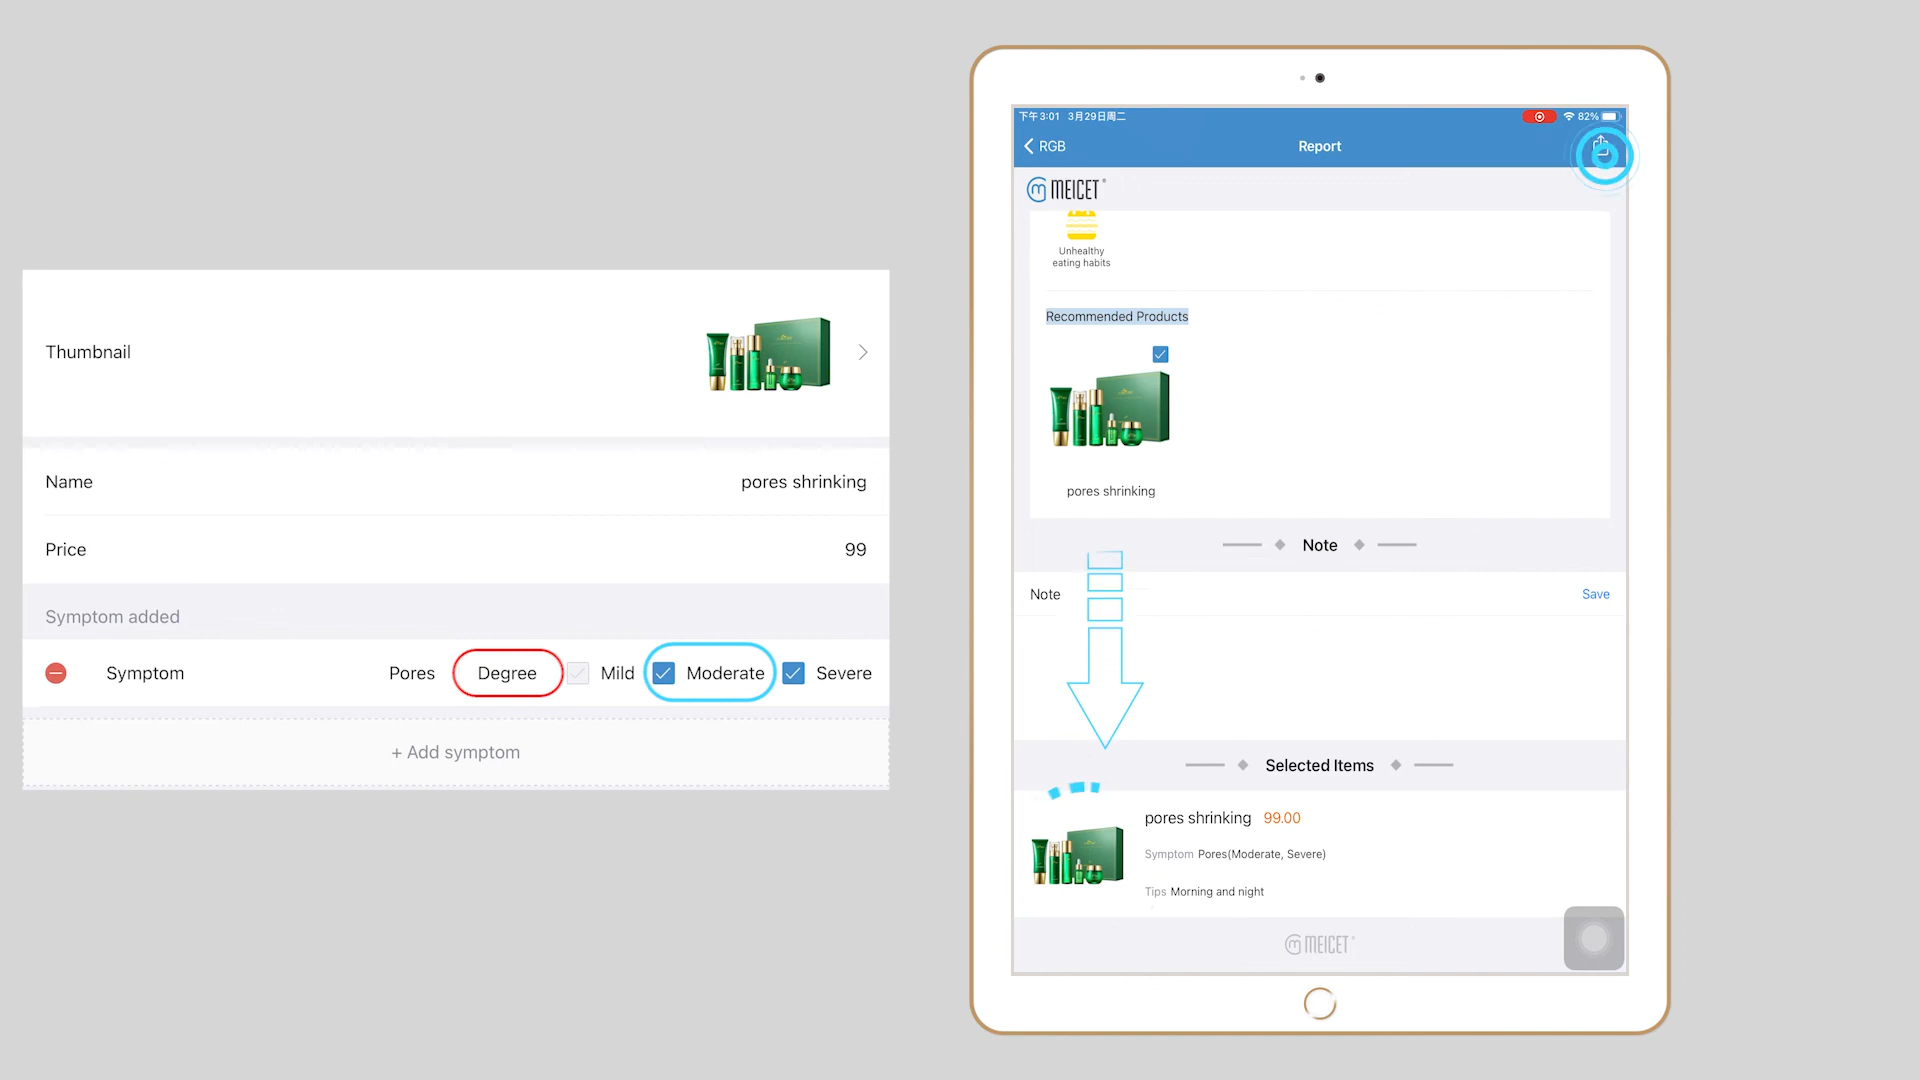 Thumbnail
Name
pores shrinking
Price
99
Symptom added
Symptom
Pores
Degree
Mild
Moderate
Severe
+ Add symptom
下午3:01 3月29日周二
82%
RGB
Report
MEICET®
Unhealthy
eating habits
Recommended Products
pores shrinking
Note
Note
Save
Selected Items
pores shrinking 99.00
Symptom Pores(Moderate, Severe)
Tips Morning and night
MEICET®